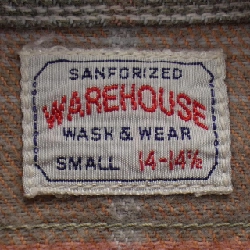 SANFORIZED
WAREHOUSE
WASH & WEAR
SMALL 14-14½